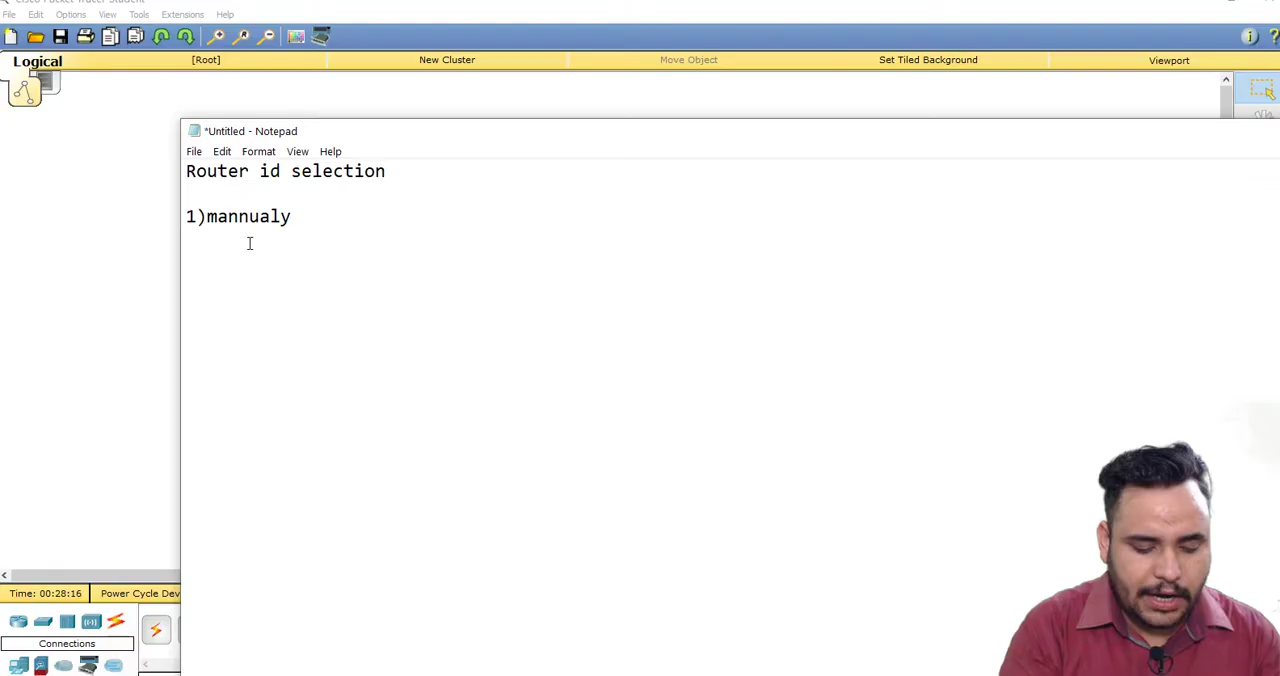 Cisco Packet Tracer Student
File Edit Options View Tools Extensions Help
i ?
Logical [Root] New Cluster Move Object Set Tiled Background Viewport
*Untitled - Notepad
File Edit Format View Help
Router id selection
1)mannualy
Time: 00:28:16 Power Cycle Dev
Connections